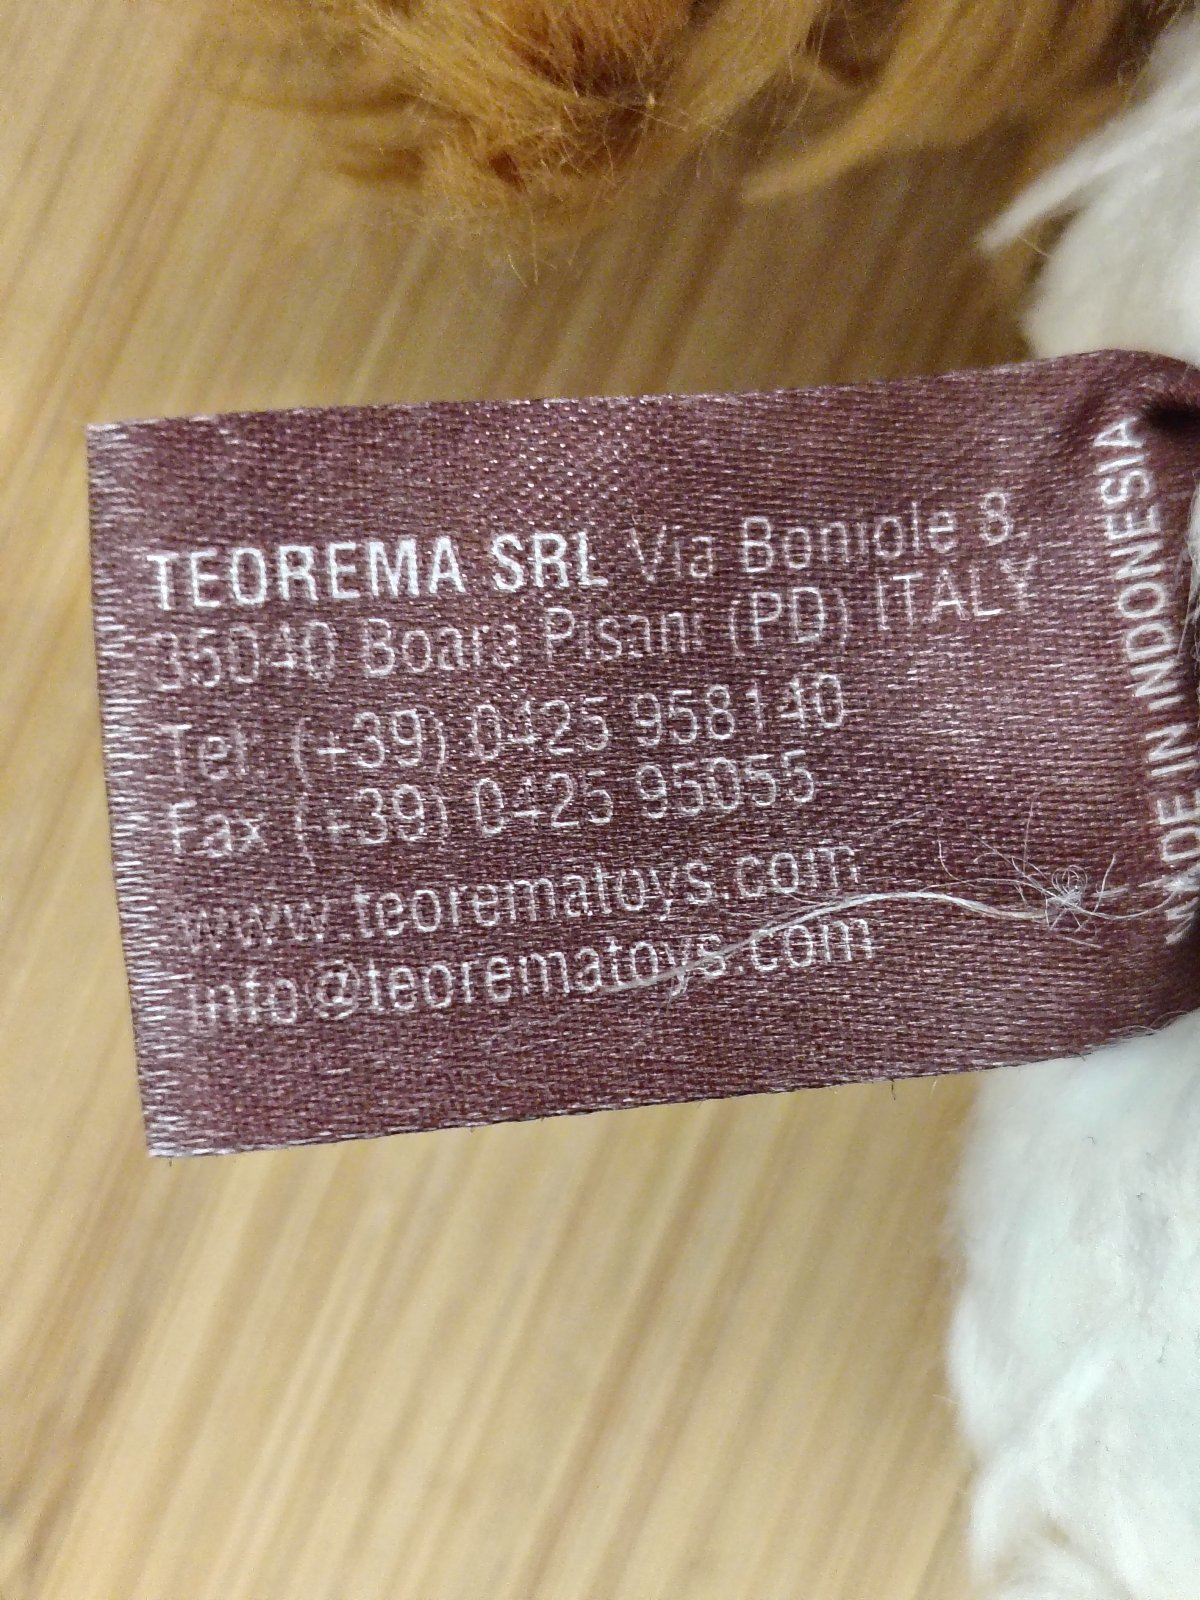 TEOREMA SRL Via Boniole 8,
35040 Boara Pisani (PD) ITALY
Tel. (+39) 0425 958140
Fax (+39) 0425 95055
www.teorematoys.com
info@teorematoys.com
MADE IN INDONESIA